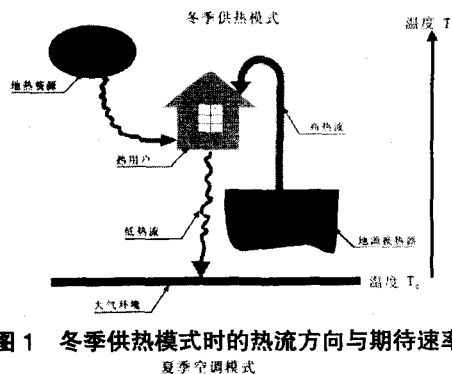 冬季供热模式
温度 T
地热资源
高热流
热用户
低热流
地源换热器
温度 T。
大气环境
图 1 冬季供热模式时的热流方向与期待速率
夏季空调模式